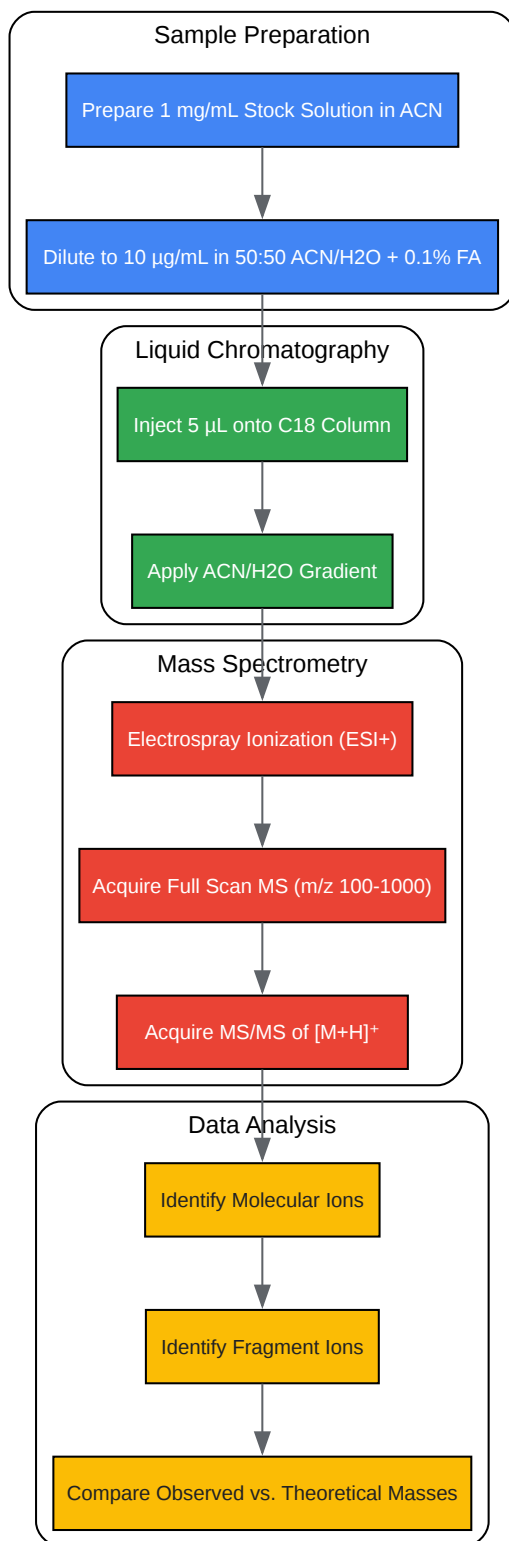 Sample Preparation
Prepare 1 mg/mL Stock Solution in ACN
Dilute to 10 µg/mL in 50:50 ACN/H2O + 0.1% FA
Liquid Chromatography
Inject 5 µL onto C18 Column
Apply ACN/H2O Gradient
Mass Spectrometry
Electrospray Ionization (ESI+)
Acquire Full Scan MS (m/z 100-1000)
Acquire MS/MS of [M+H]⁺
Data Analysis
Identify Molecular Ions
Identify Fragment Ions
Compare Observed vs. Theoretical Masses